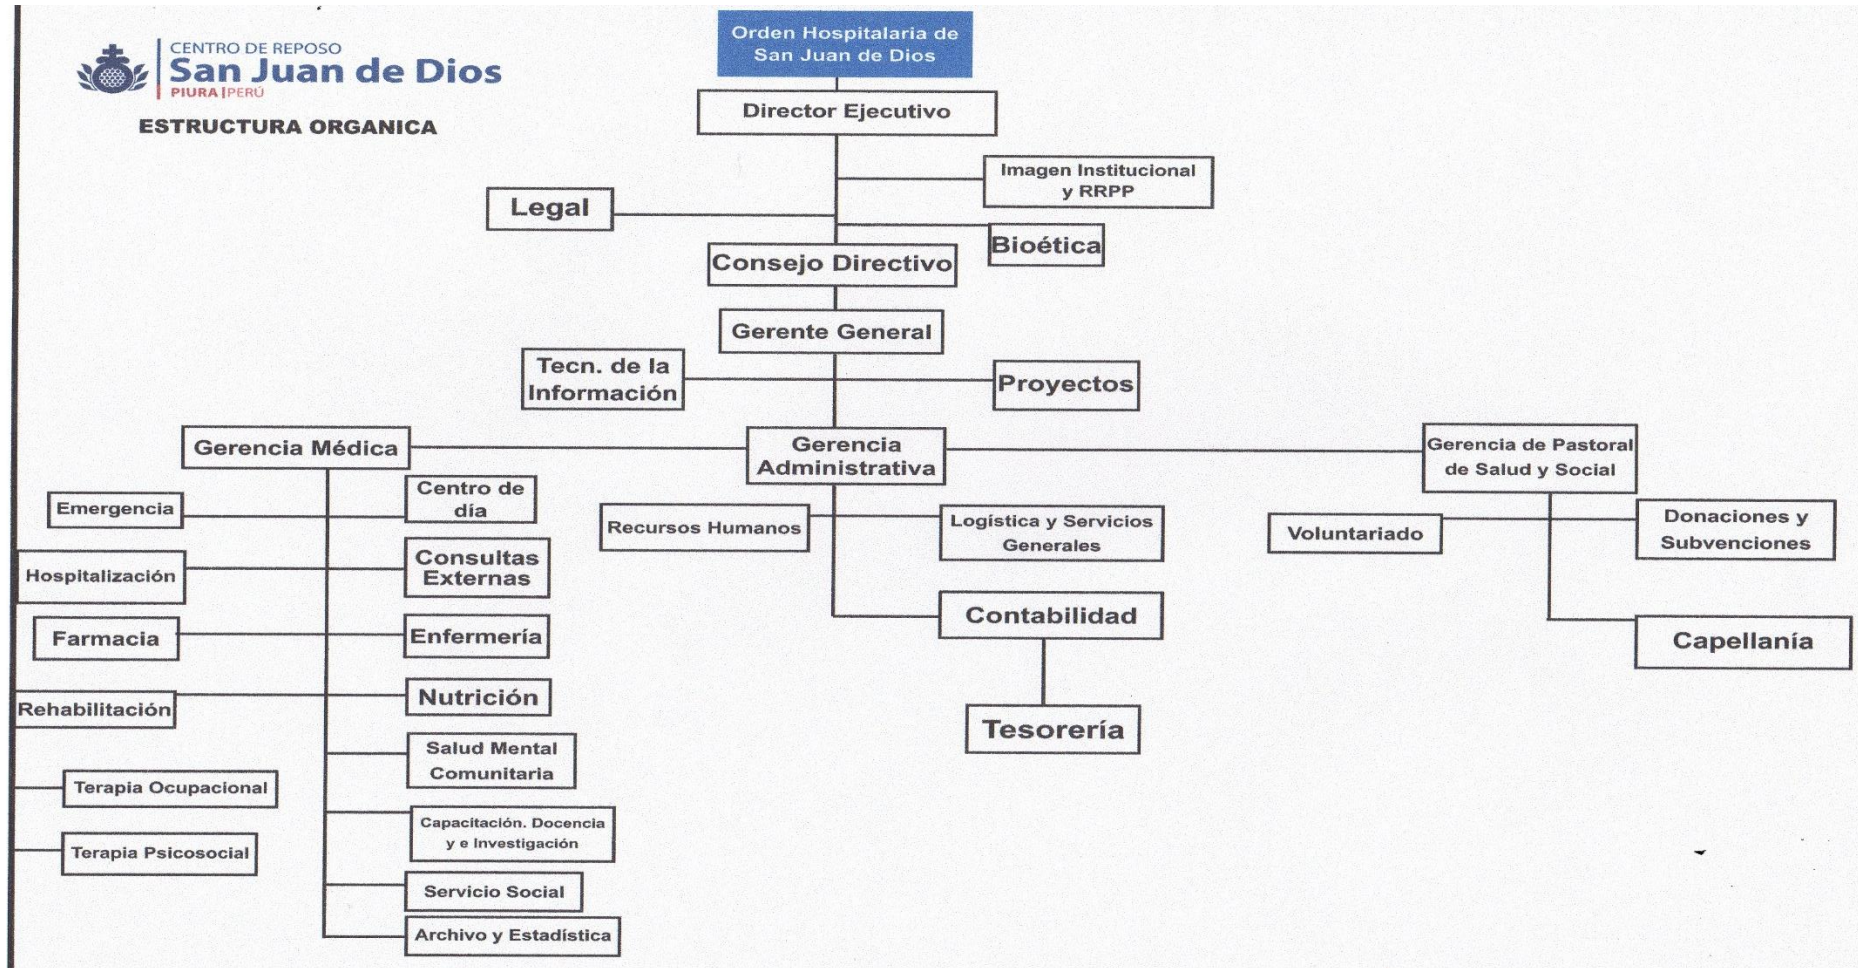 CENTRO DE REPOSO
San Juan de Dios
PIURA | PERÚ
ESTRUCTURA ORGANICA
Orden Hospitalaria de
San Juan de Dios
Director Ejecutivo
Imagen Institucional
y RRPP
Legal
Bioética
Consejo Directivo
Gerente General
Tecn. de la
Información
Proyectos
Gerencia Médica
Gerencia
Administrativa
Gerencia de Pastoral
de Salud y Social
Emergencia
Centro de
día
Hospitalización
Consultas
Externas
Farmacia
Enfermería
Rehabilitación
Nutrición
Salud Mental
Comunitaria
Terapia Ocupacional
Capacitación. Docencia
y e Investigación
Terapia Psicosocial
Servicio Social
Archivo y Estadística
Recursos Humanos
Logística y Servicios
Generales
Contabilidad
Tesorería
Voluntariado
Donaciones y
Subvenciones
Capellanía